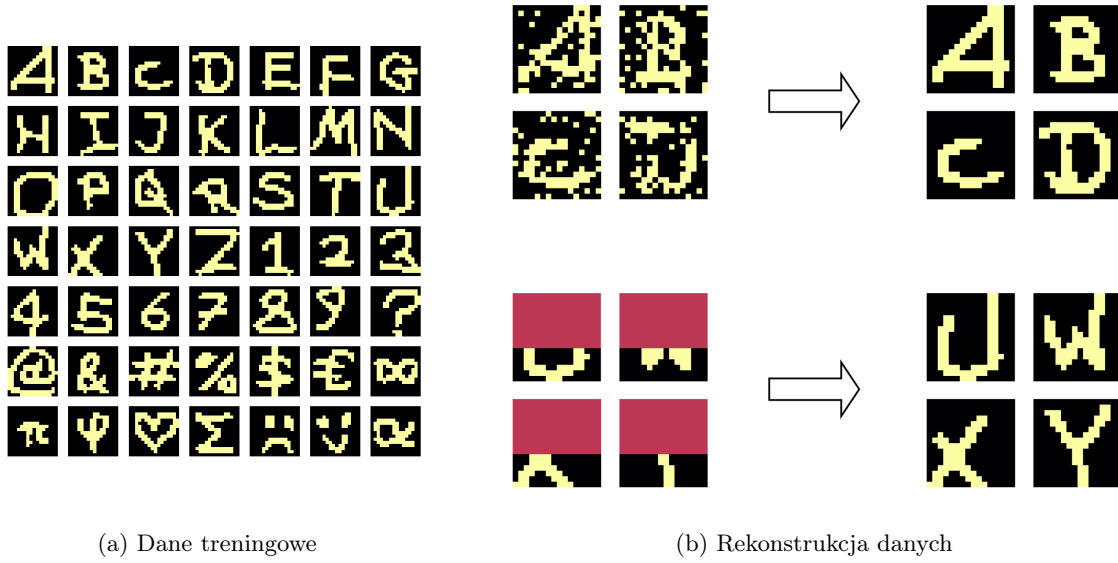 A B C D E F G
H I J K L M N
O P Q R S T U
W X Y Z 1 2 3
4 5 6 7 8 9 ?
@ & # % $ € ∞
π φ ♡ Σ ☹ ☺ α
(a) Dane treningowe
A B
C D
A B
C D
J W
X Y
(b) Rekonstrukcja danych